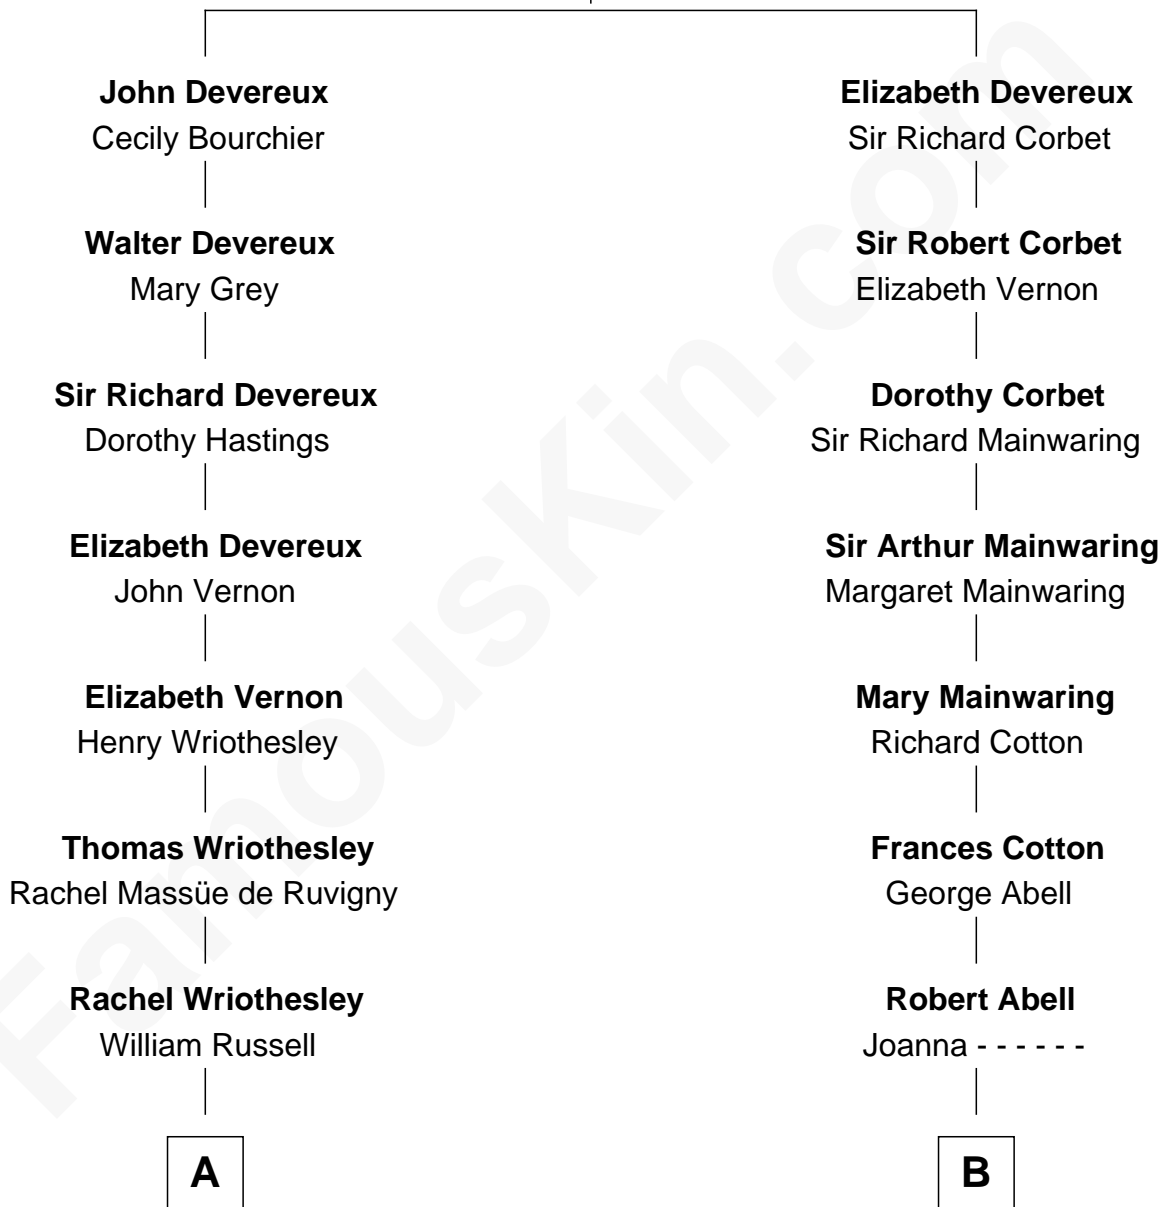 John Devereux
Cecily Bourchier
Walter Devereux
Mary Grey
Sir Richard Devereux
Dorothy Hastings
Elizabeth Devereux
John Vernon
Elizabeth Vernon
Henry Wriothesley
Thomas Wriothesley
Rachel Massüe de Ruvigny
Rachel Wriothesley
William Russell
A
Elizabeth Devereux
Sir Richard Corbet
Sir Robert Corbet
Elizabeth Vernon
Dorothy Corbet
Sir Richard Mainwaring
Sir Arthur Mainwaring
Margaret Mainwaring
Mary Mainwaring
Richard Cotton
Frances Cotton
George Abell
Robert Abell
Joanna - - - - - -
B
FamousKin.com